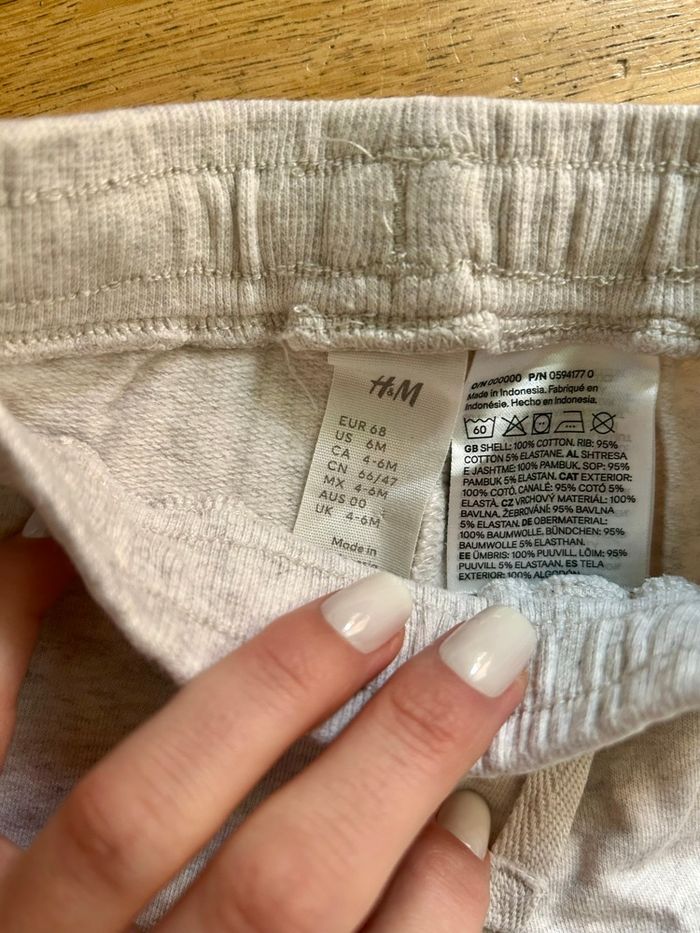 H&M
EUR 68
US 6M
CA 4-6M
CN 66/47
MX 4-6M
AUS 00
UK 4-6M
Made in
O/N 000000 P/N 0594177 0
Made in Indonesia. Fabriqué en
Indonésie. Hecho en Indonesia.
60
GB SHELL: 100% COTTON. RIB: 95%
COTTON 5% ELASTANE. AL SHTRESA
E JASHTME: 100% PAMBUK. SOP: 95%
PAMBUK 5% ELASTAN. CAT EXTERIOR:
100% COTÓ. CANALÉ: 95% COTÓ 5%
ELASTÀ. CZ VRCHOVÝ MATERIÁL: 100%
BAVLNA. ŽEBROVÁNÍ: 95% BAVLNA
5% ELASTAN. DE OBERMATERIAL:
100% BAUMWOLLE. BÜNDCHEN: 95%
BAUMWOLLE 5% ELASTHAN.
EE ÜMBRIS: 100% PUUVILL. LÕIM: 95%
PUUVILL 5% ELASTAAN. ES TELA
EXTERIOR: 100% ALGODÓN.